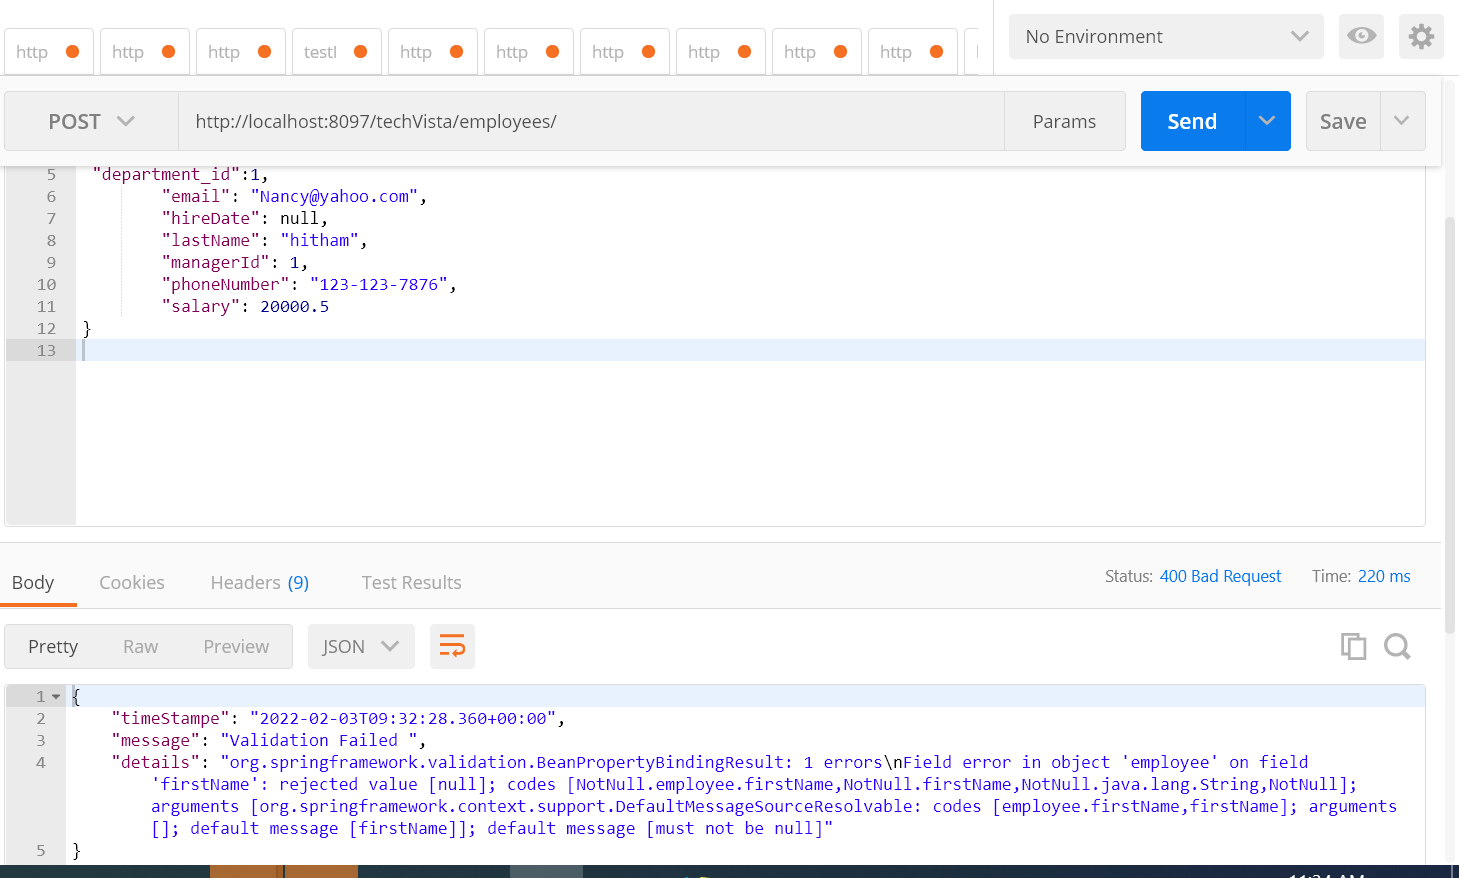 http http http testl http http http http http http No Environment
POST http://localhost:8097/techVista/employees/ Params Send Save
5 "department_id":1,
6 "email": "Nancy@yahoo.com",
7 "hireDate": null,
8 "lastName": "hitham",
9 "managerId": 1,
10 "phoneNumber": "123-123-7876",
11 "salary": 20000.5
12 }
13
Body Cookies Headers (9) Test Results Status: 400 Bad Request Time: 220 ms
Pretty Raw Preview JSON
1 {
2 "timeStampe": "2022-02-03T09:32:28.360+00:00",
3 "message": "Validation Failed ",
4 "details": "org.springframework.validation.BeanPropertyBindingResult: 1 errors\nField error in object 'employee' on field
'firstName': rejected value [null]; codes [NotNull.employee.firstName,NotNull.firstName,NotNull.java.lang.String,NotNull];
arguments [org.springframework.context.support.DefaultMessageSourceResolvable: codes [employee.firstName,firstName]; arguments
[]; default message [firstName]]; default message [must not be null]"
5 }